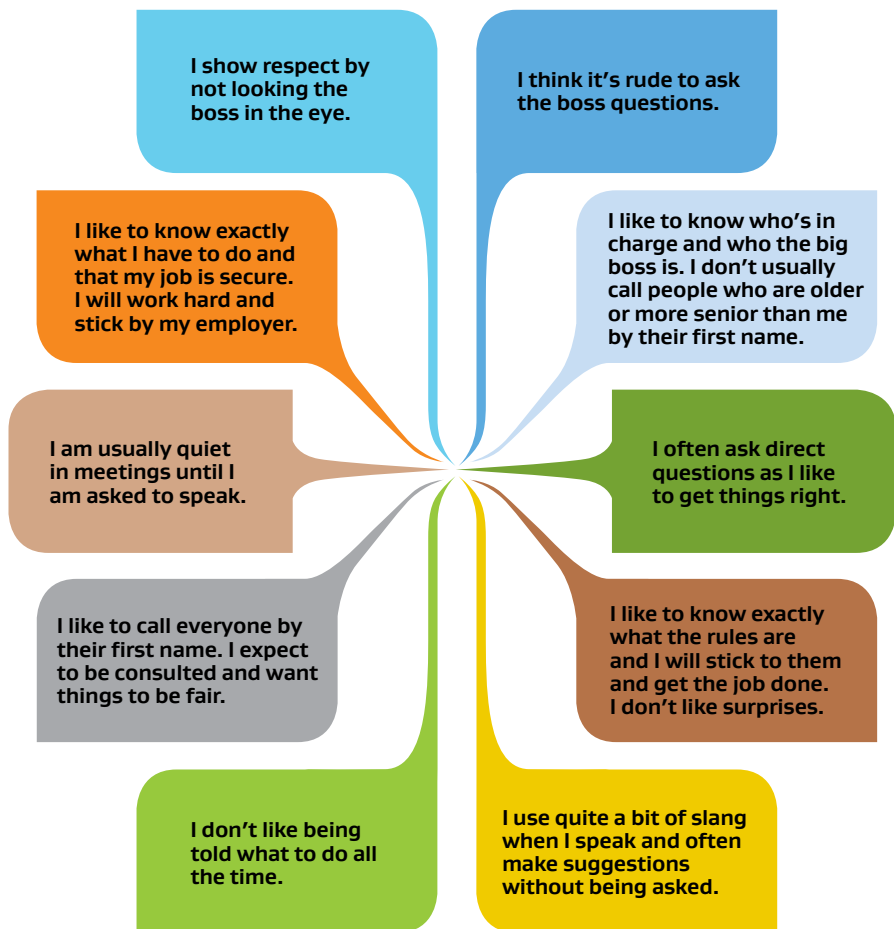 I show respect by
not looking the
boss in the eye.
I think it’s rude to ask
the boss questions.
I like to know exactly
what I have to do and
that my job is secure.
I will work hard and
stick by my employer.
I like to know who’s in
charge and who the big
boss is. I don’t usually
call people who are older
or more senior than me
by their first name.
I am usually quiet
in meetings until I
am asked to speak.
I often ask direct
questions as I like
to get things right.
I like to call everyone by
their first name. I expect
to be consulted and want
things to be fair.
I like to know exactly
what the rules are
and I will stick to them
and get the job done.
I don’t like surprises.
I don’t like being
told what to do all
the time.
I use quite a bit of slang
when I speak and often
make suggestions
without being asked.